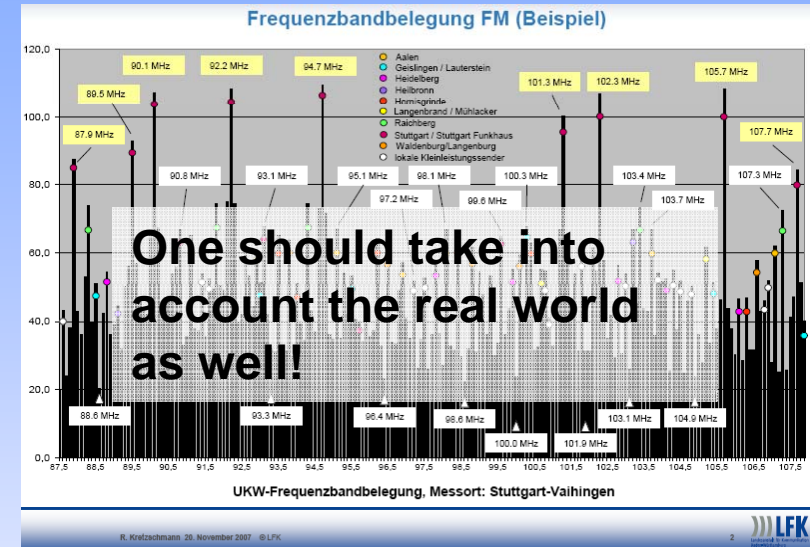 Frequenzbandbelegung FM (Beispiel)
120,0
100,0
80,0
60,0
40,0
20,0
0,0
90.1 MHz
92.2 MHz
94.7 MHz
89.5 MHz
87.9 MHz
101.3 MHz
102.3 MHz
105.7 MHz
107.7 MHz
Aalen
Geislingen / Lauterstein
Heidelberg
Heilbronn
Hornisgrinde
Langenbrand / Mühlacker
Raichberg
Stuttgart / Stuttgart Funkhaus
Waldenburg/Langenburg
lokale Kleinleistungssender
90.8 MHz
93.1 MHz
95.1 MHz
97.2 MHz
98.1 MHz
99.6 MHz
100.3 MHz
103.4 MHz
103.7 MHz
107.3 MHz
One should take into
account the real world
as well!
88.6 MHz
93.3 MHz
96.4 MHz
98.6 MHz
100.0 MHz
101.9 MHz
103.1 MHz
104.9 MHz
87,5 88,5 89,5 90,5 91,5 92,5 93,5 94,5 95,5 96,5 97,5 98,5 99,5 100,5 101,5 102,5 103,5 104,5 105,5 106,5 107,5
UKW-Frequenzbandbelegung, Messort: Stuttgart-Vaihingen
R. Kretzschmann 20. November 2007 © LFK
2
LFK